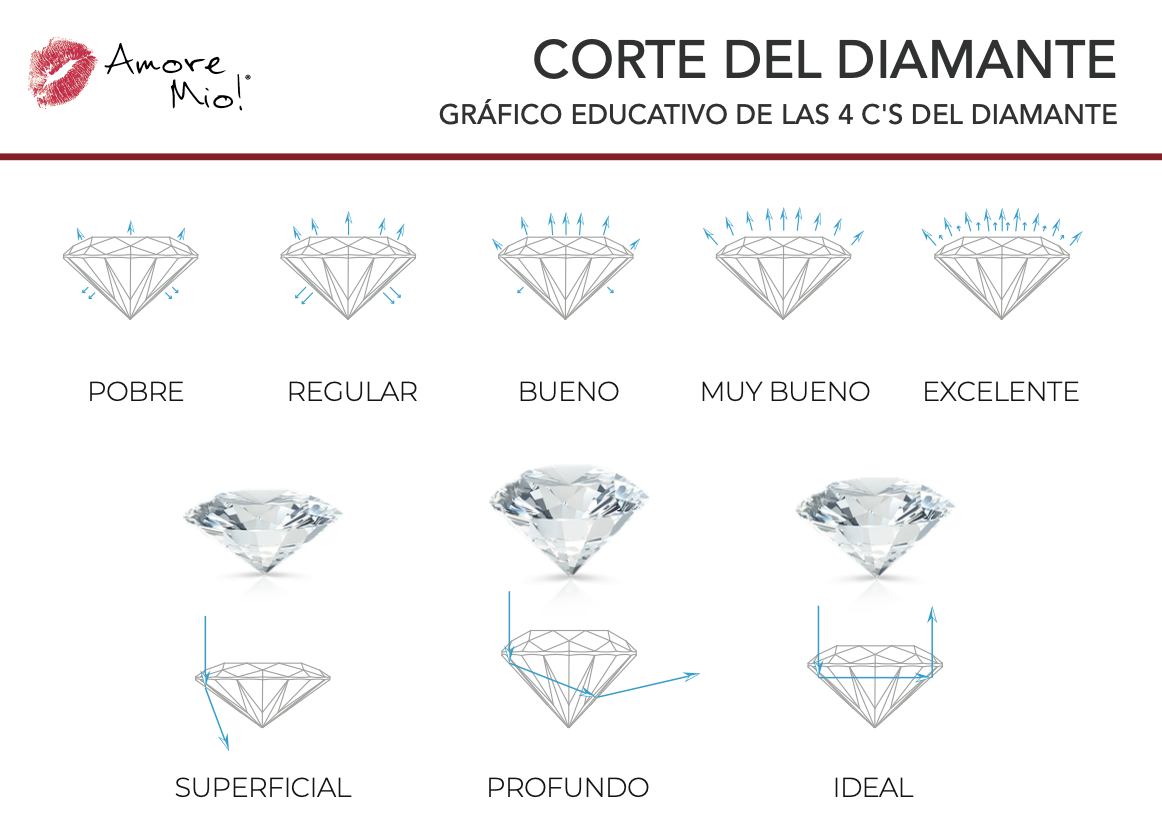 Amore
Mio!®
CORTE DEL DIAMANTE
GRÁFICO EDUCATIVO DE LAS 4 C'S DEL DIAMANTE
POBRE
REGULAR
BUENO
MUY BUENO
EXCELENTE
SUPERFICIAL
PROFUNDO
IDEAL